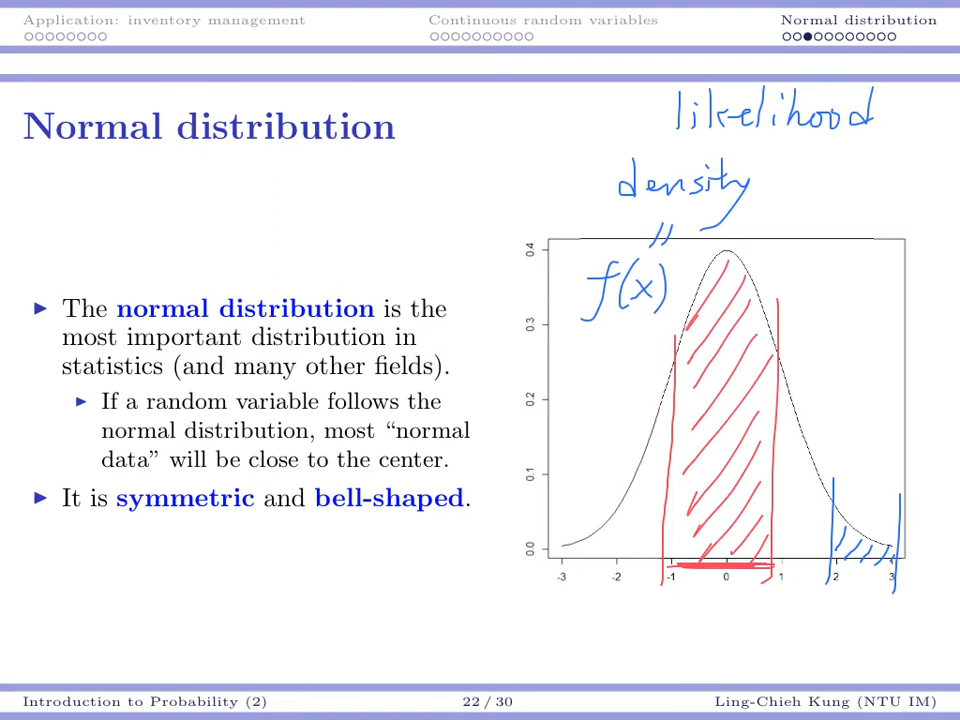 Application: inventory management Continuous random variables Normal distribution
Normal distribution
likelihood
density
"
f(x)
► The normal distribution is the
most important distribution in
statistics (and many other fields).
► If a random variable follows the
normal distribution, most “normal
data” will be close to the center.
► It is symmetric and bell-shaped.
0.4
0.3
0.2
0.1
0.0
-3 -2 -1 0 1 2 3
Introduction to Probability (2) 22 / 30 Ling-Chieh Kung (NTU IM)